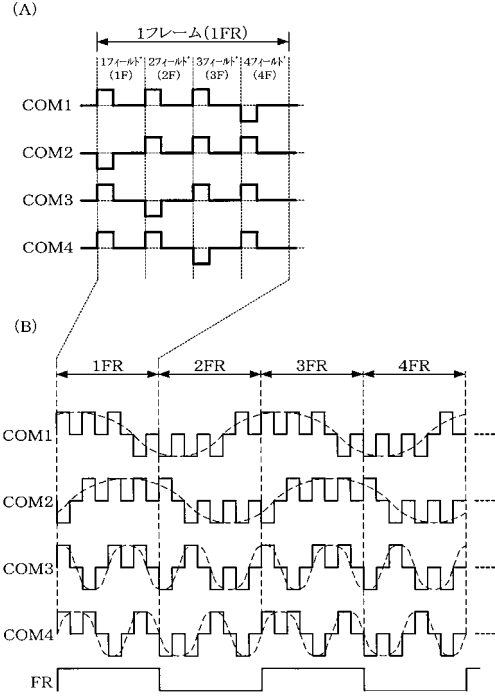 (A)
1フレーム(1FR)
1フィールド 2フィールド 3フィールド 4フィールド
(1F) (2F) (3F) (4F)
COM1
COM2
COM3
COM4
(B)
1FR 2FR 3FR 4FR
COM1
COM2
COM3
COM4
FR